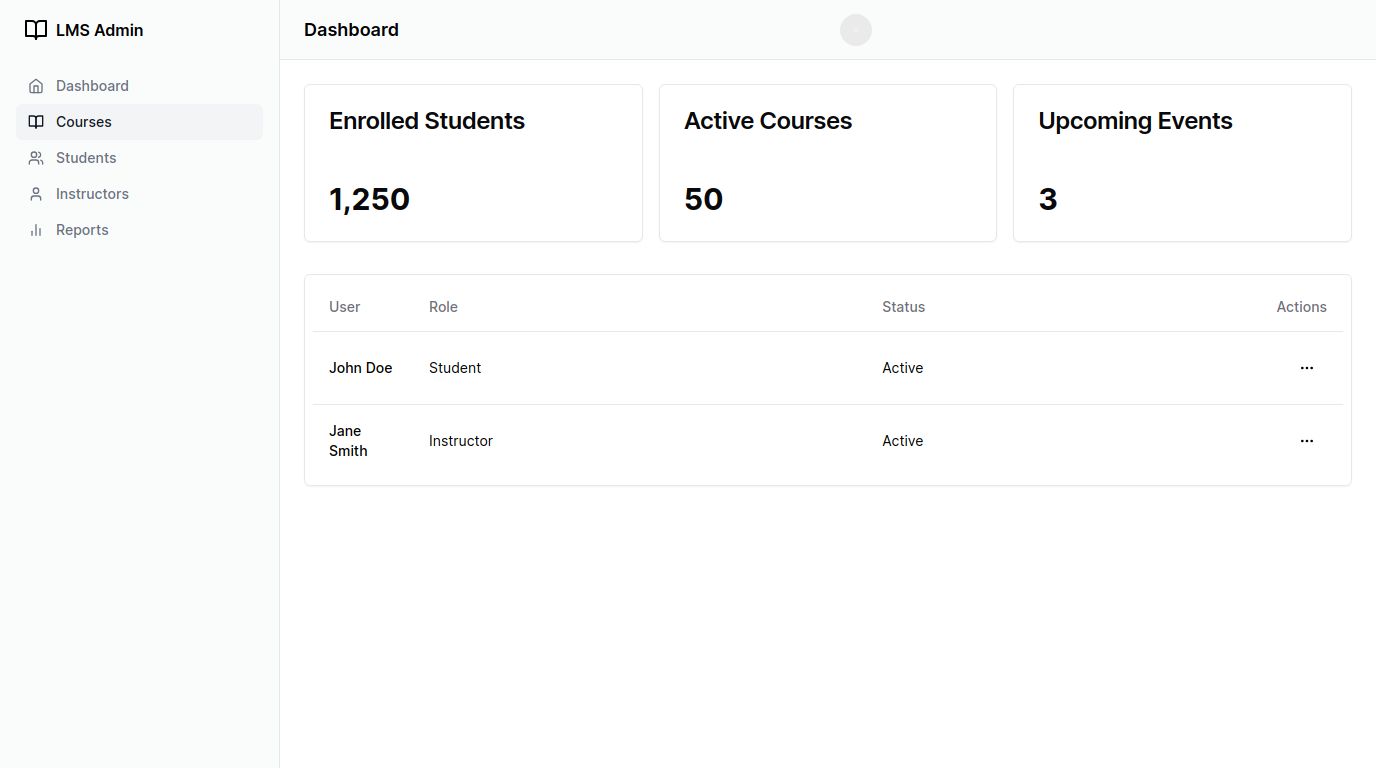 LMS Admin
Dashboard
Dashboard
Courses
Students
Instructors
Reports
Enrolled Students
Active Courses
Upcoming Events
1,250
50
3
User Role Status Actions
John Doe Student Active
Jane
Smith Instructor Active